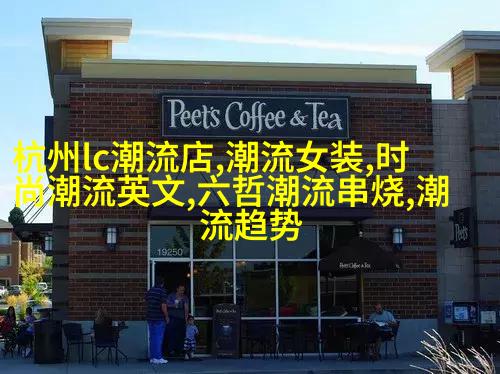 Peet's Coffee & Tea
杭州lc潮流店,潮流女装,时
尚潮流英文,六哲潮流串烧,潮
流趋势
19250
Peet's Coffee & Tea